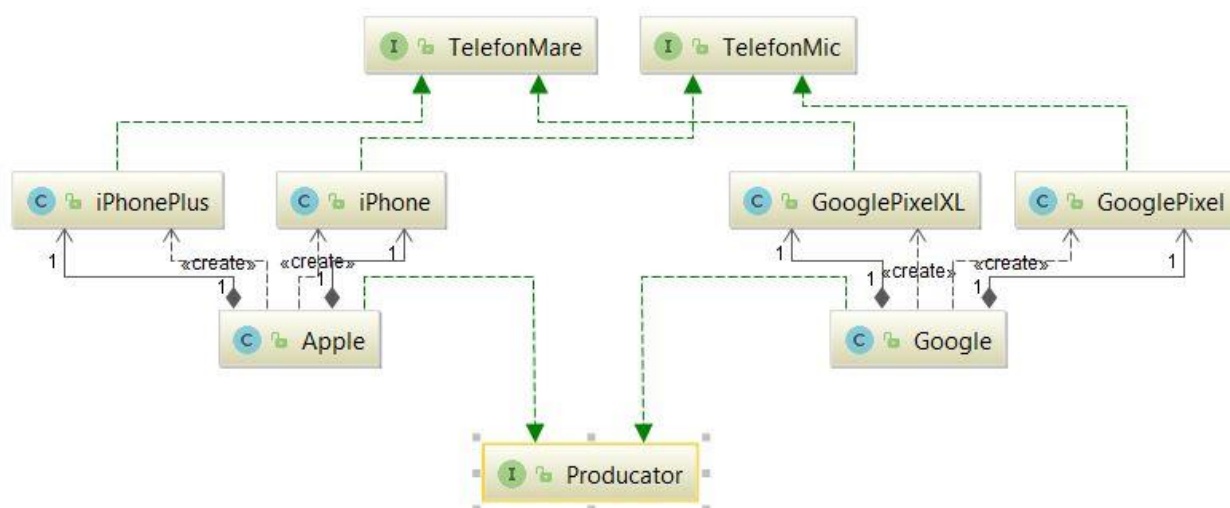 I TelefonMare
I TelefonMic
C iPhonePlus
C iPhone
C GooglePixelXL
C GooglePixel
1
«create»
1
«create»
1
1
1
1
«create»
«create»
1
1
C Apple
C Google
I Producator